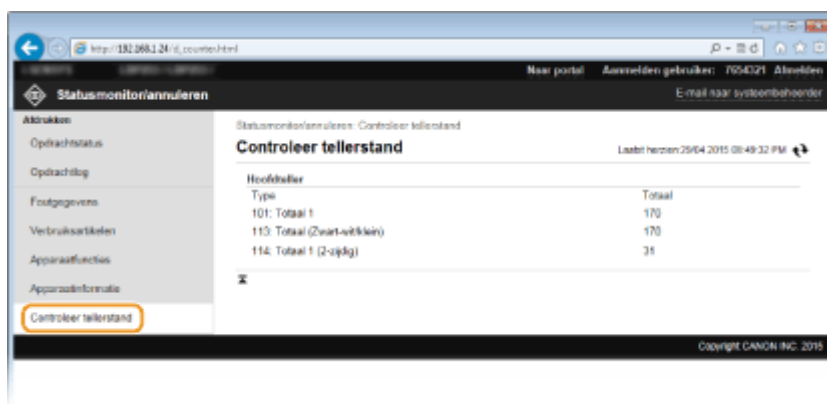 http://192.168.1.24/d_counter.html
Naar portal Aanmelden gebruiker: 7654321 Afmelden
Statusmonitor/annuleren
E-mail naar systeembeheerder
Afdrukken
Opdrachtstatus
Opdrachtlog
Foutgegevens
Verbruiksartikelen
Apparaatfuncties
Apparaatinformatie
Controleer tellerstand
Statusmonitor/annuleren: Controleer tellerstand
Controleer tellerstand
Laatst herzien:29/04 2015 08:49:32 PM
Hoofdteller
Type Totaal
101: Totaal 1 170
113: Totaal (Zwart-wit/klein) 170
114: Totaal 1 (2-zijdig) 31
Copyright CANON INC. 2015